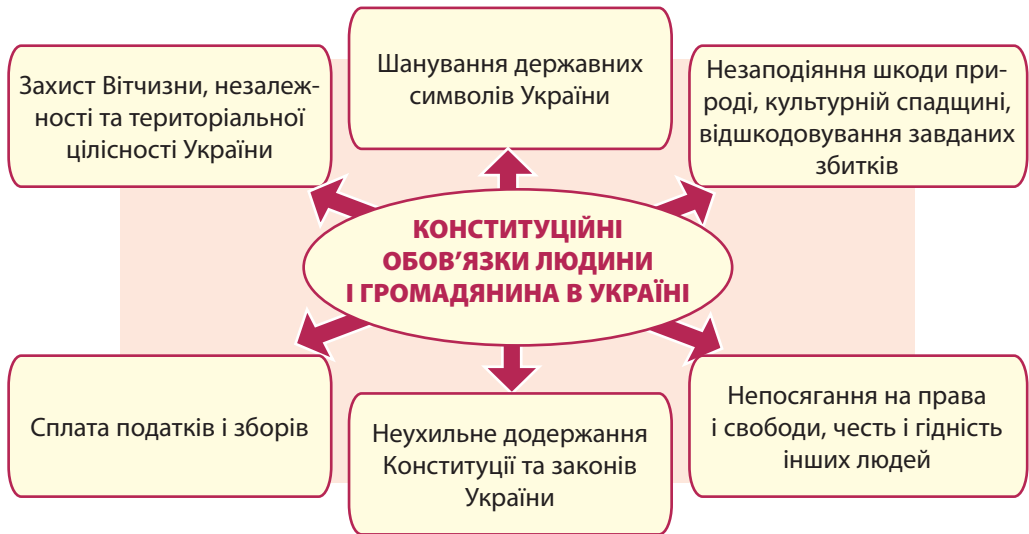 Захист Вітчизни, незалеж-
ності та територіальної
цілісності України
Шанування державних
символів України
Незаподіяння шкоди при-
роді, культурній спадщині,
відшкодовування завданих
збитків
КОНСТИТУЦІЙНІ
ОБОВ’ЯЗКИ ЛЮДИНИ
І ГРОМАДЯНИНА В УКРАЇНІ
Сплата податків і зборів
Неухильне додержання
Конституції та законів
України
Непосягання на права
і свободи, честь і гідність
інших людей